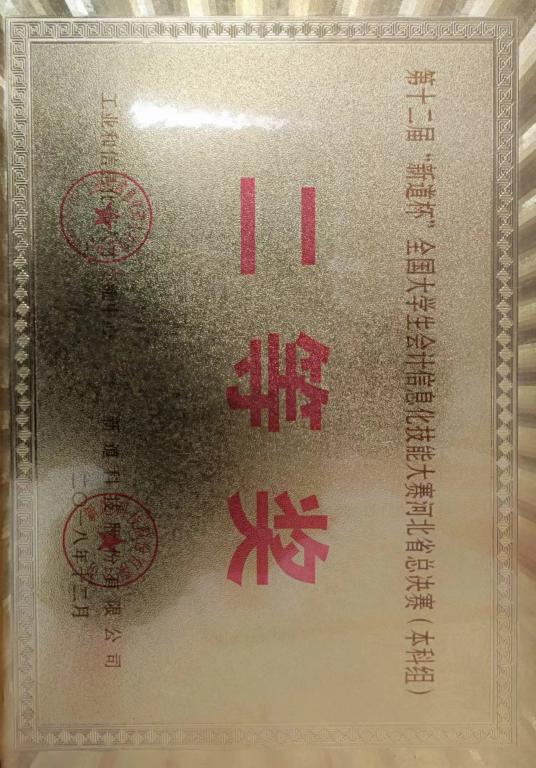 第十二届“新道杯”全国大学生会计信息化技能大赛河北省总决赛（本科组）
二等奖
工业和信息化 中心 新道科技股份有限公司
二〇一八年十二月